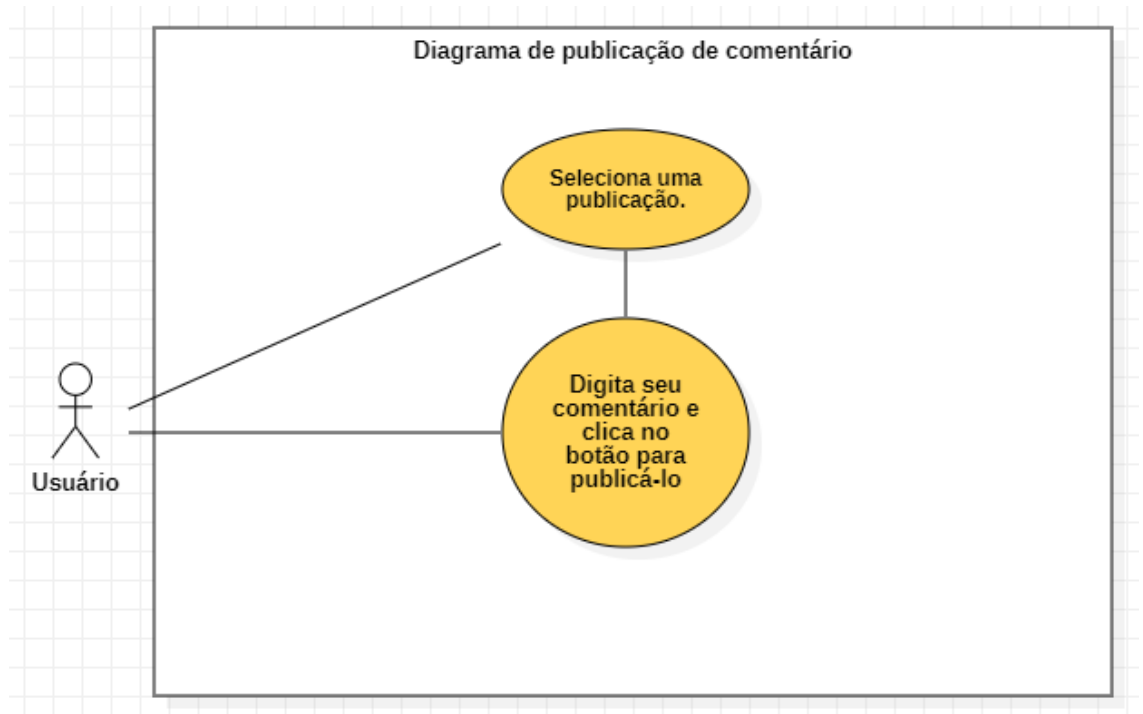 Diagrama de publicação de comentário
Seleciona uma
publicação.
Digita seu
comentário e
clica no
botão para
publicá-lo
Usuário